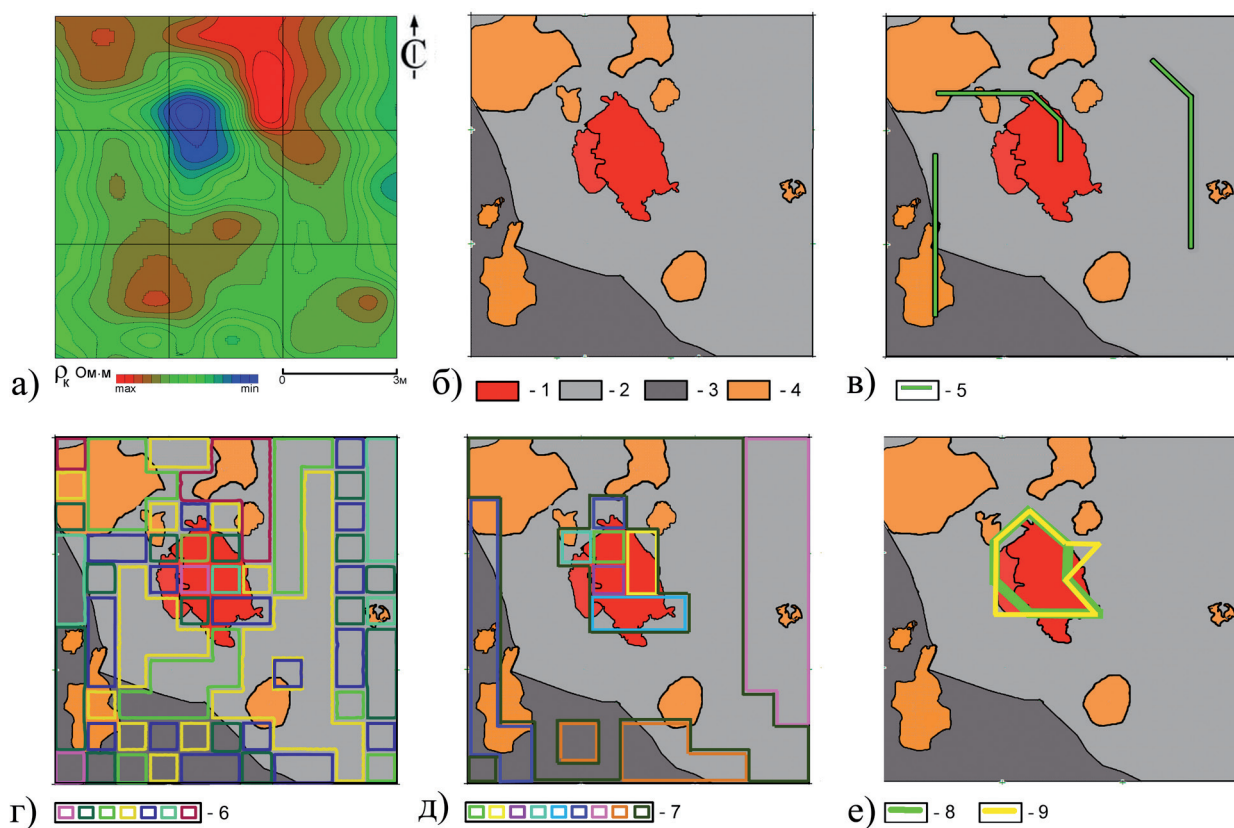 С
а)
ρк Ом·м
max
min
0
3м
б)
- 1
- 2
- 3
- 4
в)
- 5
г)
- 6
д)
- 7
е)
- 8
- 9